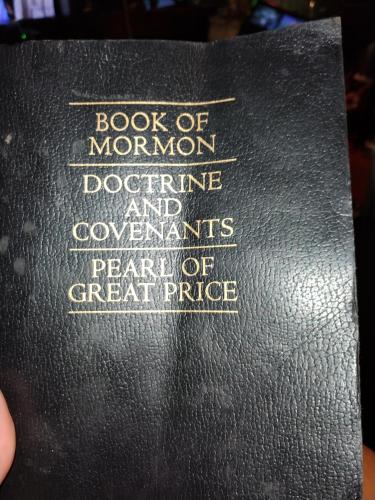 BOOK OF
MORMON
DOCTRINE
AND
COVENANTS
PEARL OF
GREAT PRICE